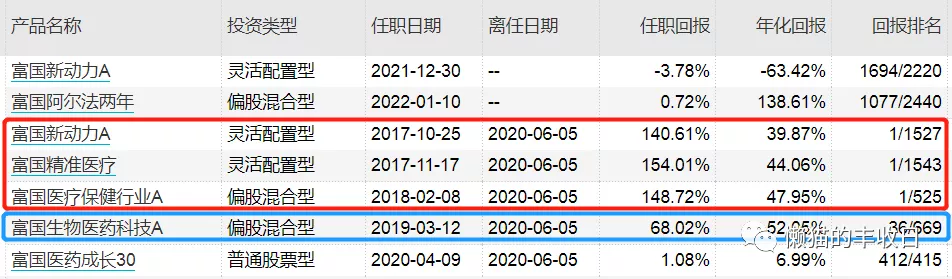 产品名称 投资类型 任职日期 离任日期 任职回报 年化回报 回报排名
富国新动力A 灵活配置型 2021-12-30 -- -3.78% -63.42% 1694/2220
富国阿尔法两年 偏股混合型 2022-01-10 -- 0.72% 138.61% 1077/2440
富国新动力A 灵活配置型 2017-10-25 2020-06-05 140.61% 39.87% 1/1527
富国精准医疗 灵活配置型 2017-11-17 2020-06-05 154.01% 44.06% 1/1543
富国医疗保健行业A 偏股混合型 2018-02-08 2020-06-05 148.72% 47.95% 1/525
富国生物医药科技A 偏股混合型 2019-03-12 2020-06-05 68.02%
懒猫的丰收日
富国医药成长30 普通股票型 2020-04-09 2020-06-05 1.08% 6.99% 412/415